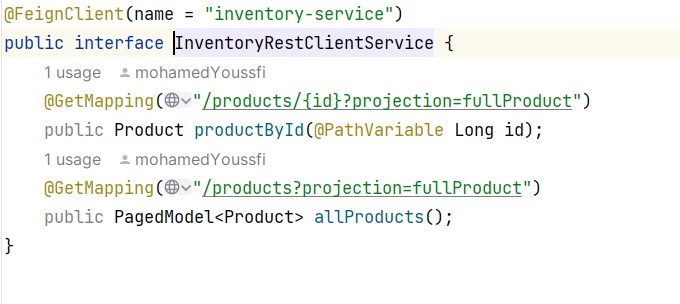 @FeignClient(name = "inventory-service")
public interface InventoryRestClientService {
1 usage mohamedYoussfi
@GetMapping("/products/{id}?projection=fullProduct")
public Product productById(@PathVariable Long id);
1 usage mohamedYoussfi
@GetMapping("/products?projection=fullProduct")
public PagedModel<Product> allProducts();
}